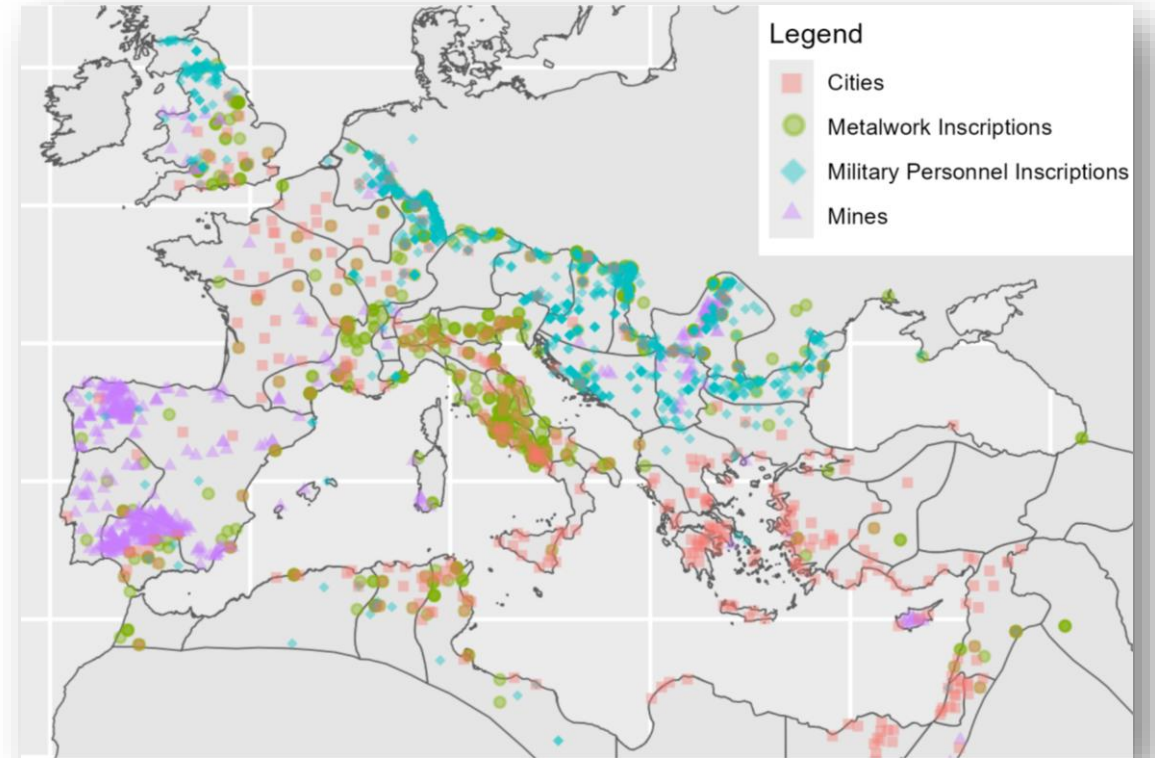 Legend
Cities
Metalwork Inscriptions
Military Personnel Inscriptions
Mines